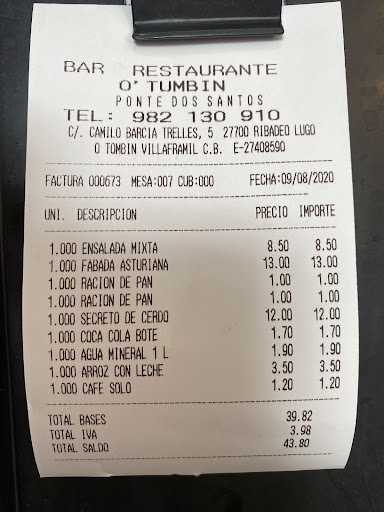 BAR RESTAURANTE
O'TUMBIN
PONTE DOS SANTOS
TEL: 982 130 910
C/. CAMILO BARCIA TRELLES, 5 27700 RIBADEO LUGO
O TOMBIN VILLAFRAMIL C.B. E-27408590
FACTURA 000673 MESA:007 CUB:000 FECHA:09/08/2020
UNI. DESCRIPCION PRECIO IMPORTE
1.000 ENSALADA MIXTA 8.50 8.50
1.000 FABADA ASTURIANA 13.00 13.00
1.000 RACION DE PAN 1.00 1.00
1.000 RACION DE PAN 1.00 1.00
1.000 SECRETO DE CERDO 12.00 12.00
1.000 COCA COLA BOTE 1.70 1.70
1.000 AGUA MINERAL 1 L 1.90 1.90
1.000 ARROZ CON LECHE 3.50 3.50
1.000 CAFE SOLO 1.20 1.20
TOTAL BASES 39.82
TOTAL IVA 3.98
TOTAL SALDO 43.80